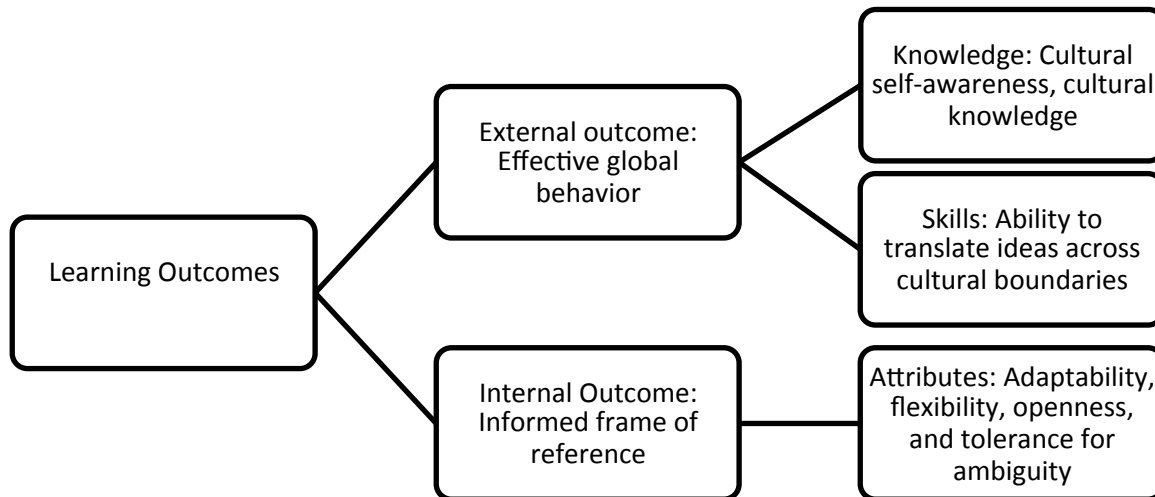 Learning Outcomes
External outcome:
Effective global
behavior
Knowledge: Cultural
self-awareness, cultural
knowledge
Skills: Ability to
translate ideas across
cultural boundaries
Internal Outcome:
Informed frame of
reference
Attributes: Adaptability,
flexibility, openness,
and tolerance for
ambiguity